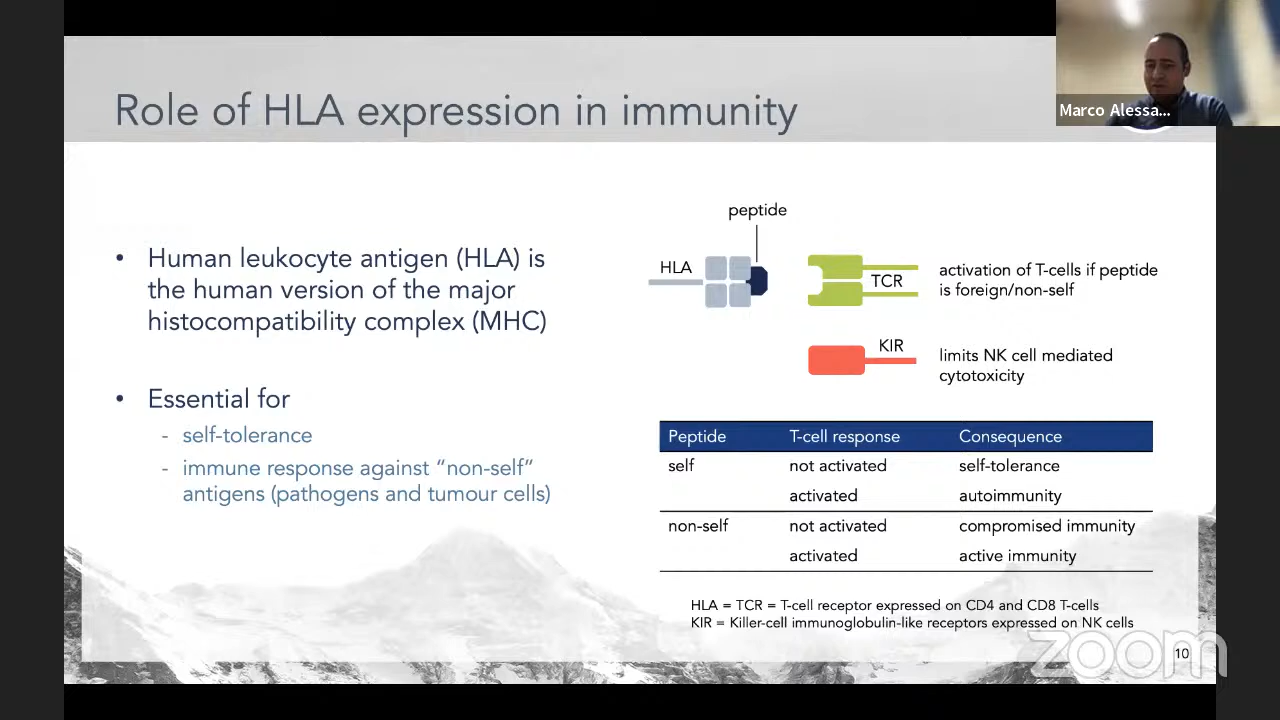 Role of HLA expression in immunity
Marco Alessa...
• Human leukocyte antigen (HLA) is
the human version of the major
histocompatibility complex (MHC)
• Essential for
- self-tolerance
- immune response against “non-self”
antigens (pathogens and tumour cells)
peptide
HLA
TCR
activation of T-cells if peptide
is foreign/non-self
KIR
limits NK cell mediated
cytotoxicity
Peptide T-cell response Consequence
self not activated self-tolerance
activated autoimmunity
non-self not activated compromised immunity
activated active immunity
HLA = TCR = T-cell receptor expressed on CD4 and CD8 T-cells
KIR = Killer-cell immunoglobulin-like receptors expressed on NK cells
zoom
10